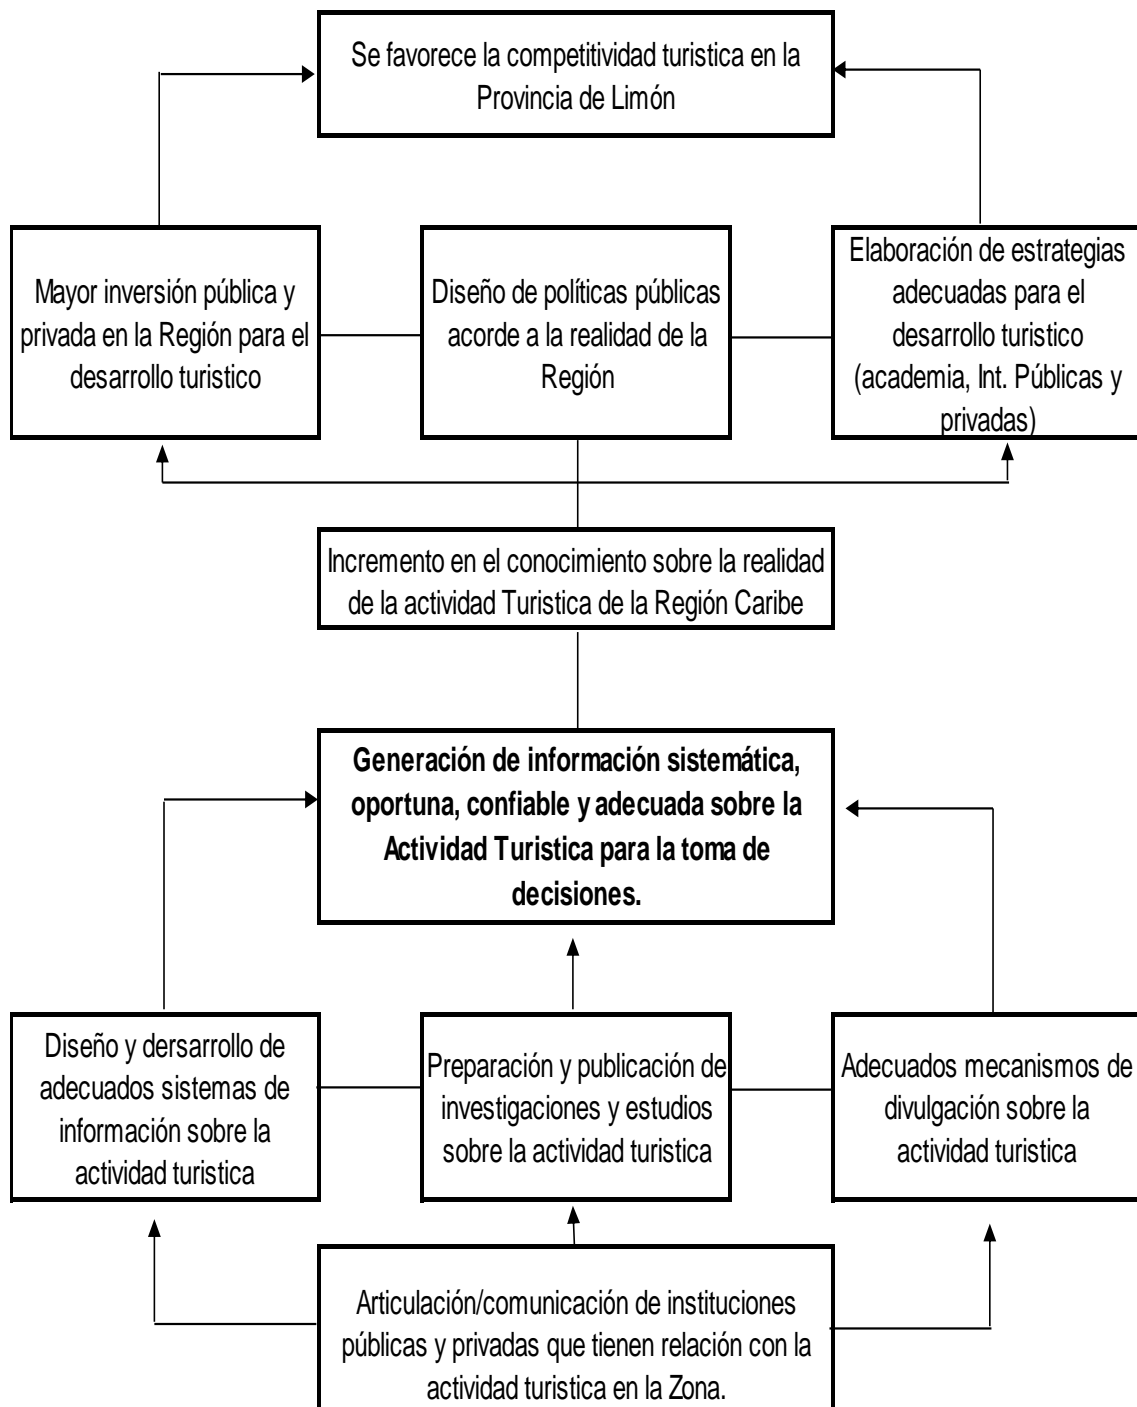 Se favorece la competitividad turistica en la
Provincia de Limón
Mayor inversión pública y
privada en la Región para el
desarrollo turistico
Diseño de políticas públicas
acorde a la realidad de la
Región
Elaboración de estrategias
adecuadas para el
desarrollo turistico
(academia, Int. Públicas y
privadas)
Incremento en el conocimiento sobre la realidad
de la actividad Turistica de la Región Caribe
Generación de información sistemática,
oportuna, confiable y adecuada sobre la
Actividad Turistica para la toma de
decisiones.
Diseño y dersarrollo de
adecuados sistemas de
información sobre la
actividad turistica
Preparación y publicación de
investigaciones y estudios
sobre la actividad turistica
Adecuados mecanismos de
divulgación sobre la
actividad turistica
Articulación/comunicación de instituciones
públicas y privadas que tienen relación con la
actividad turistica en la Zona.